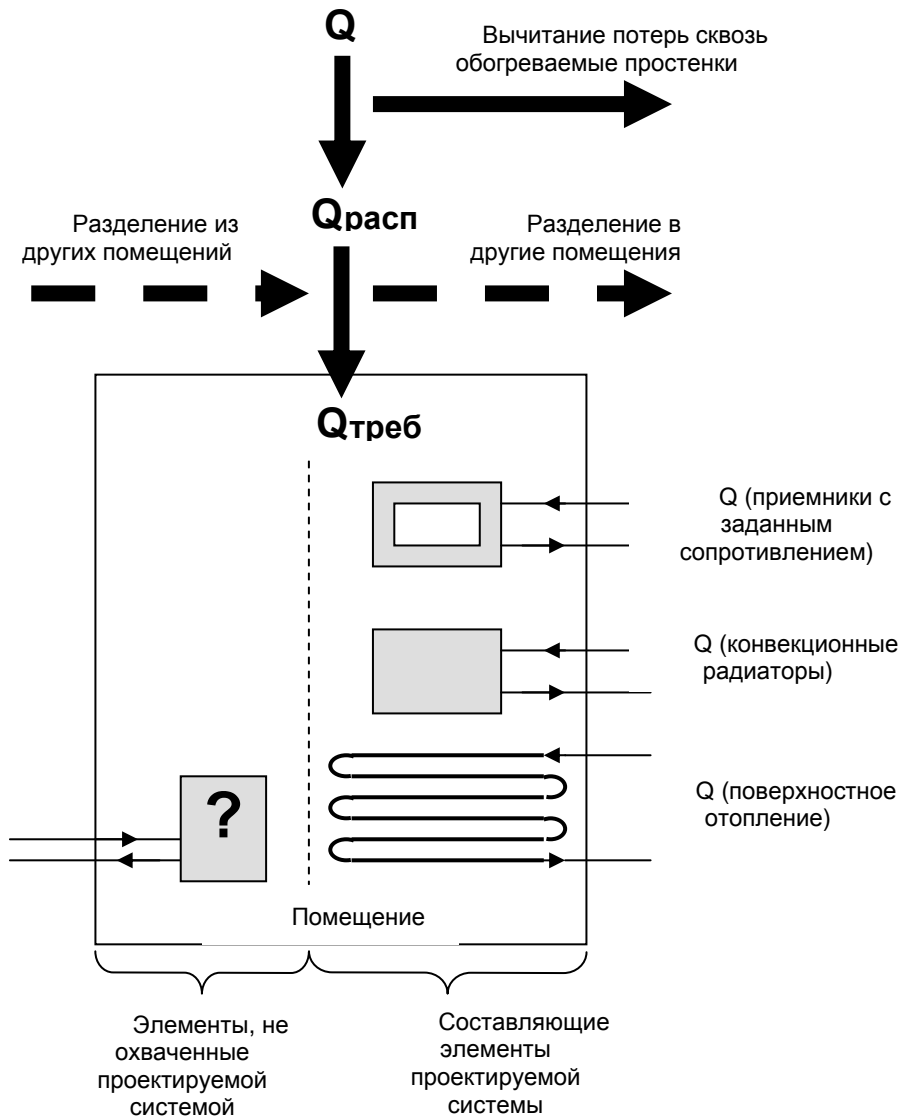 Q
Вычитание потерь сквозь
обогреваемые простенки
Qрасп
Разделение из
других помещений
Разделение в
другие помещения
Qтреб
Q (приемники с
заданным
сопротивлением)
Q (конвекционные
радиаторы)
Q (поверхностное
отопление)
?
Помещение
Элементы, не
охваченные
проектируемой
системой
Составляющие
элементы
проектируемой
системы